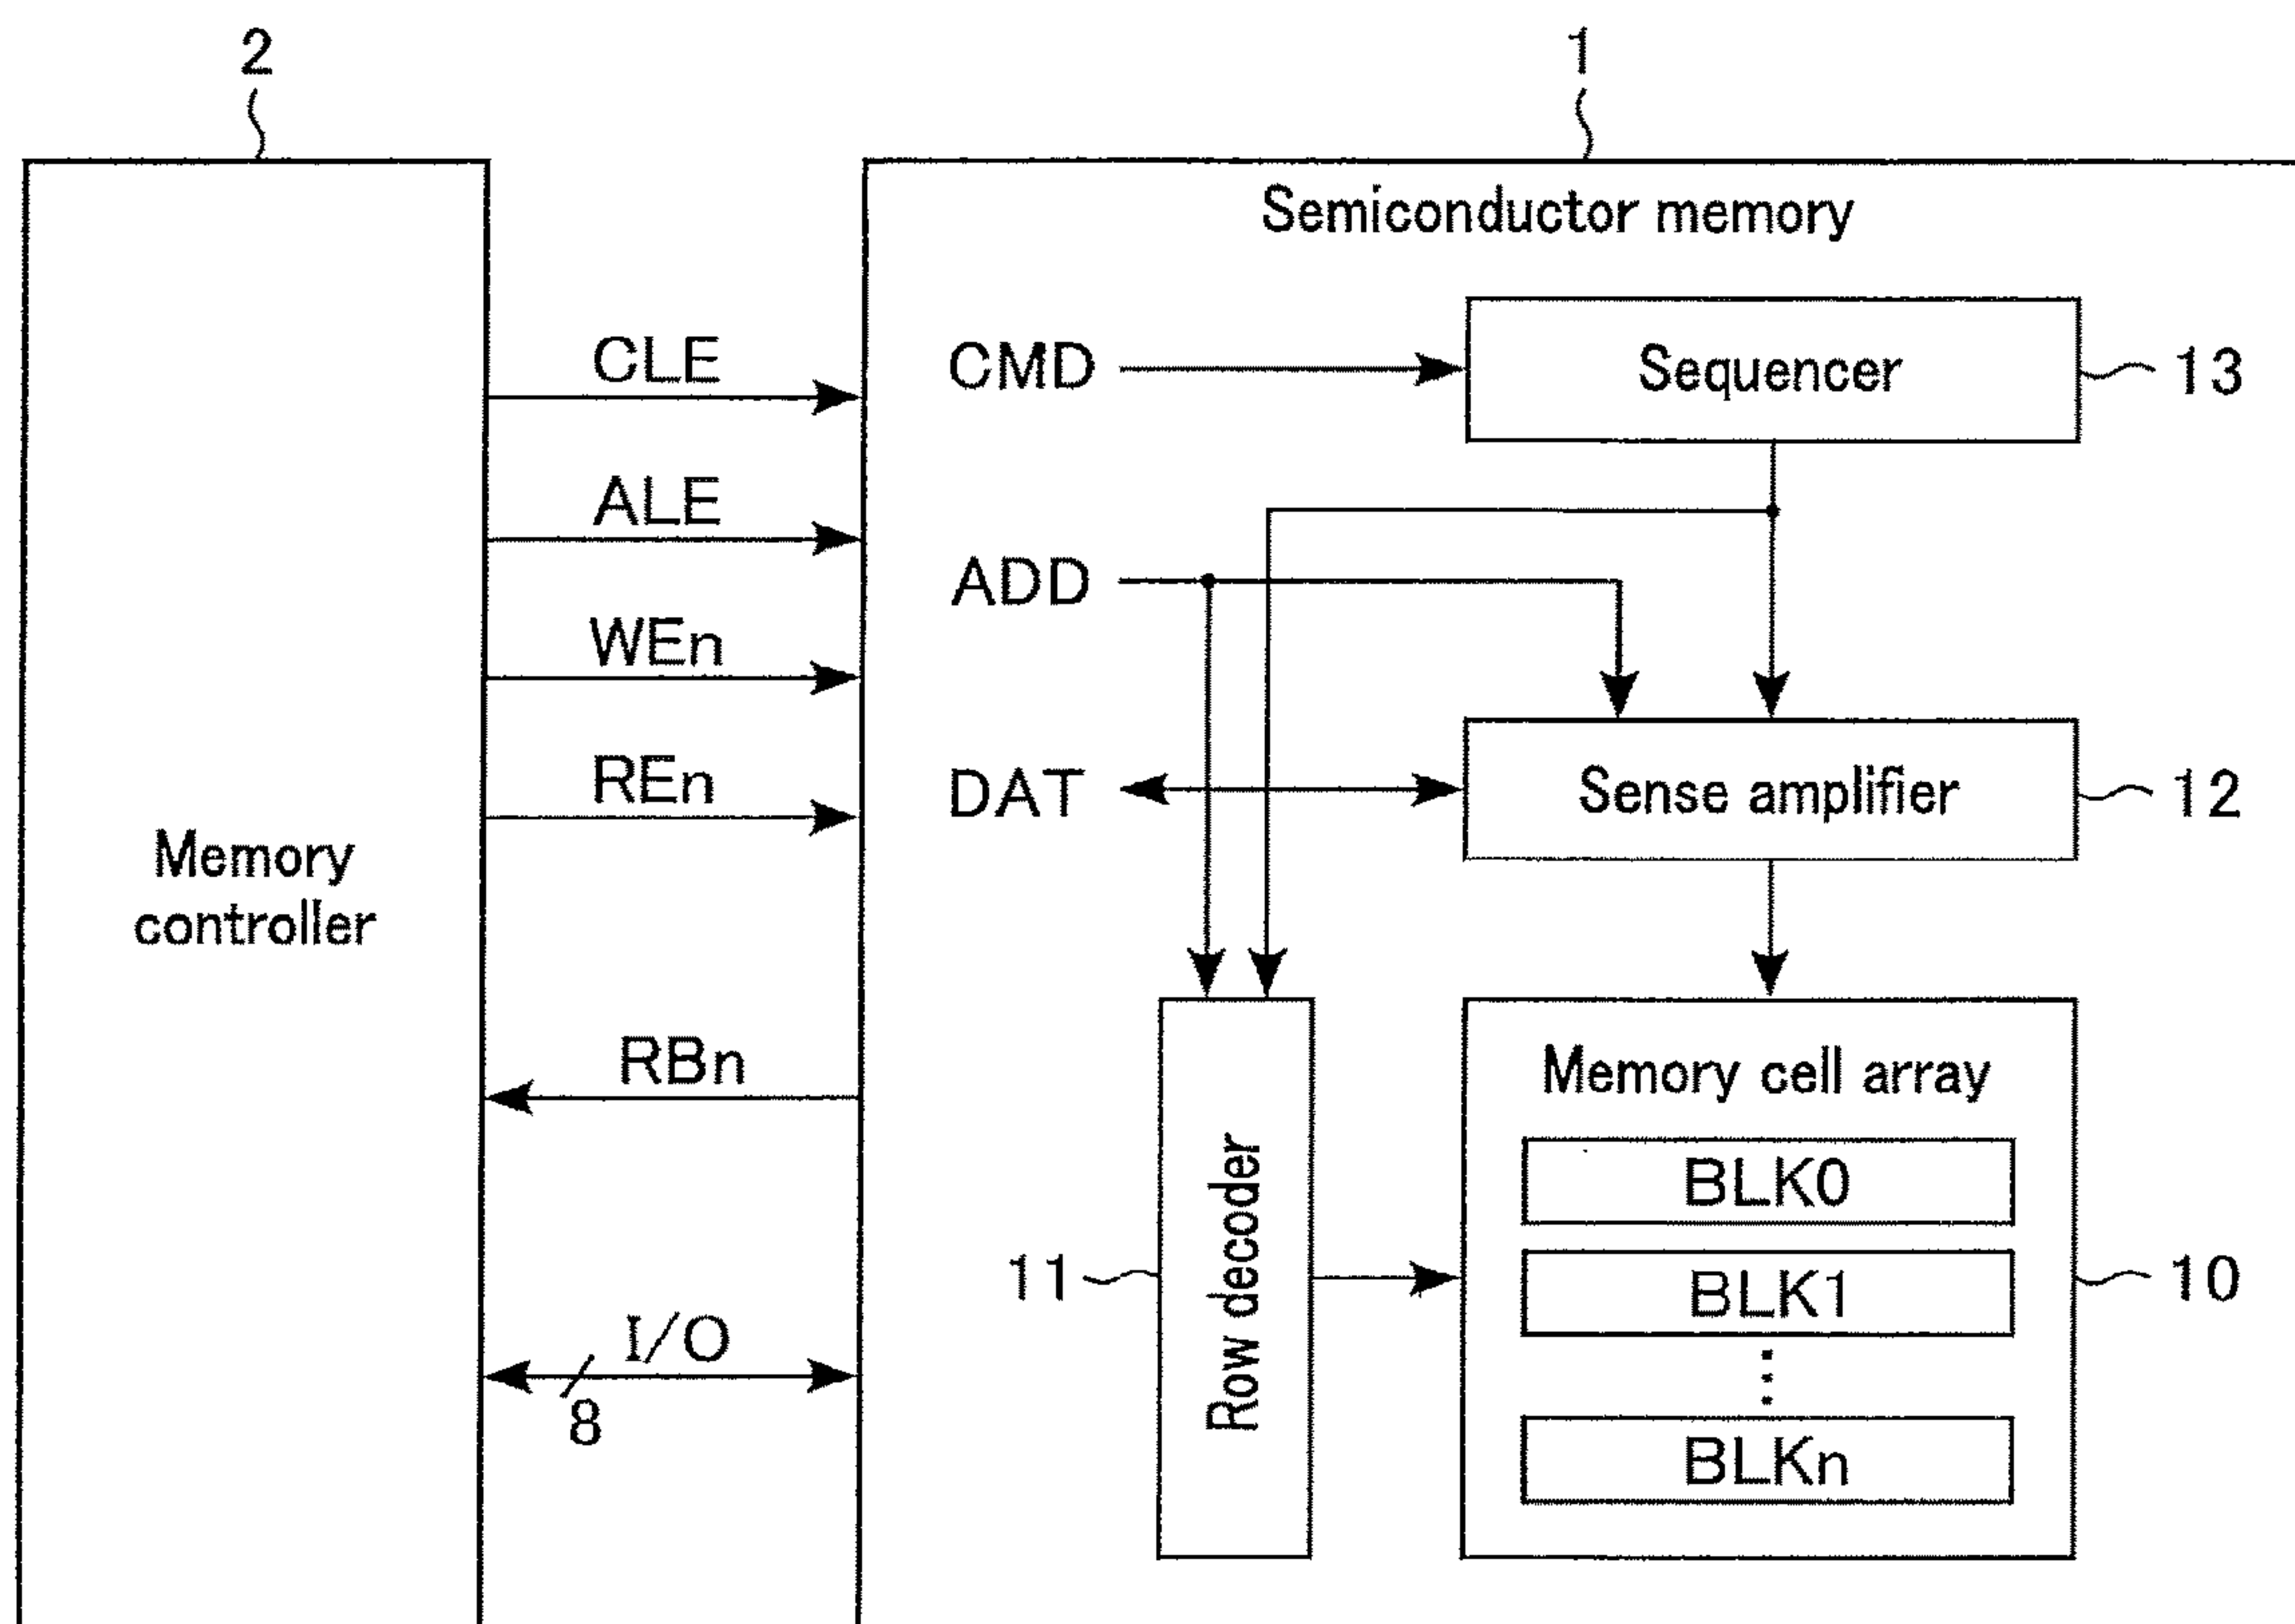 2
1
Semiconductor memory
CLE
CMD
Sequencer
13
ALE
ADD
WEn
REn
DAT
Sense amplifier
12
Memory
controller
RBn
Memory cell array
BLK0
11
Row decoder
BLK1
10
I/O
8
BLKn